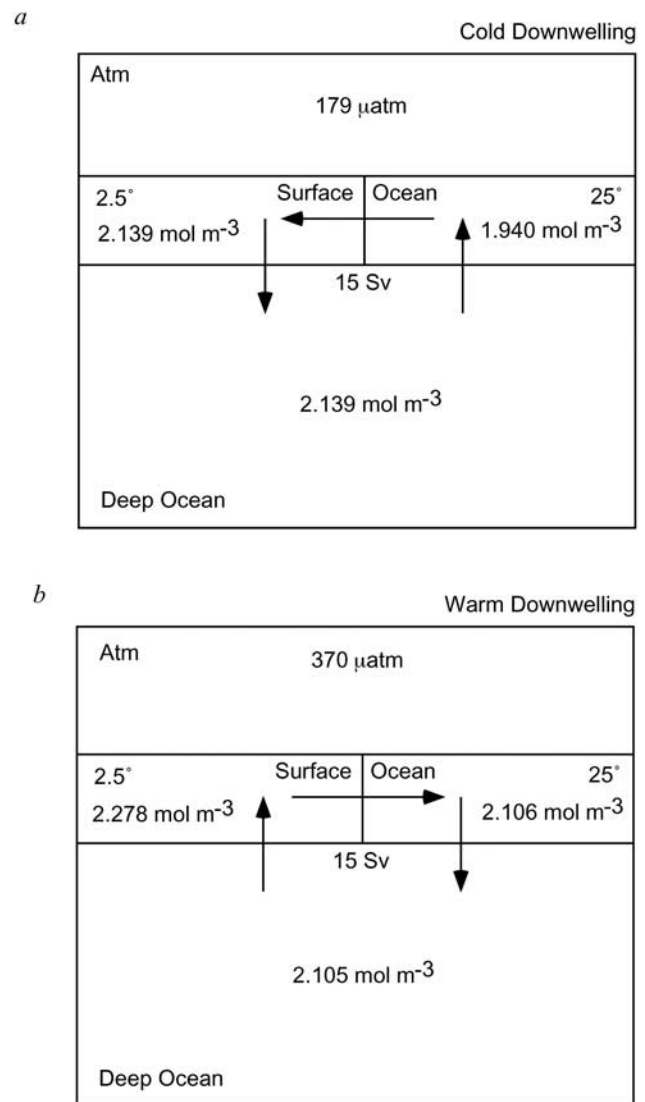 a
Cold Downwelling
Atm
179 μatm
2.5°
Surface
Ocean
25°
2.139 mol m-3
1.940 mol m-3
15 Sv
2.139 mol m-3
Deep Ocean
b
Warm Downwelling
Atm
370 μatm
2.5°
Surface
Ocean
25°
2.278 mol m-3
2.106 mol m-3
15 Sv
2.105 mol m-3
Deep Ocean